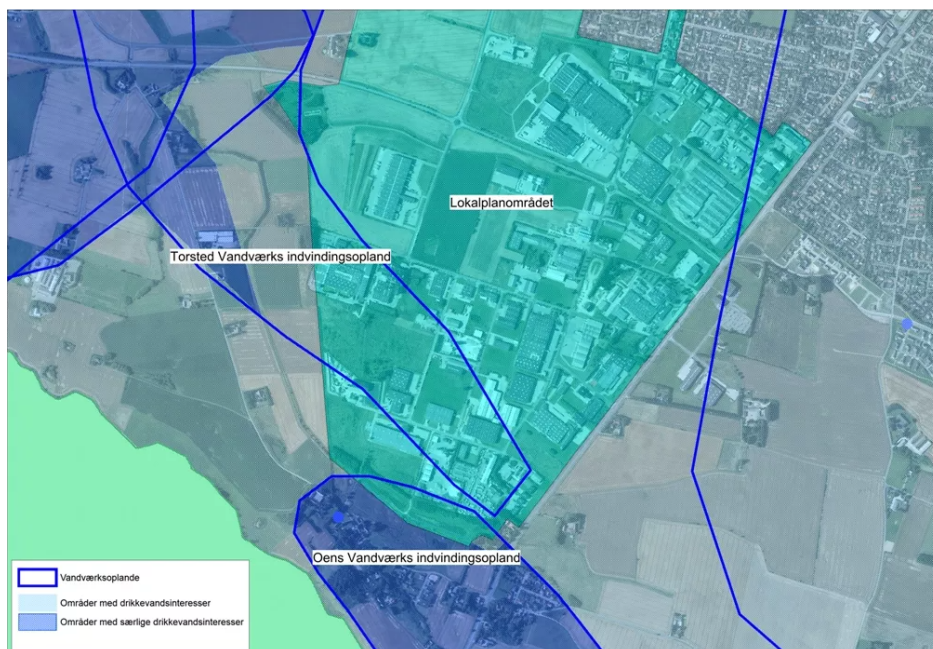 Lokalplanområdet
Torsted Vandværks indvindingsopland
Oens Vandværks indvindingsopland
Vandværksoplande
Områder med drikkevandsinteresser
Områder med særlige drikkevandsinteresser